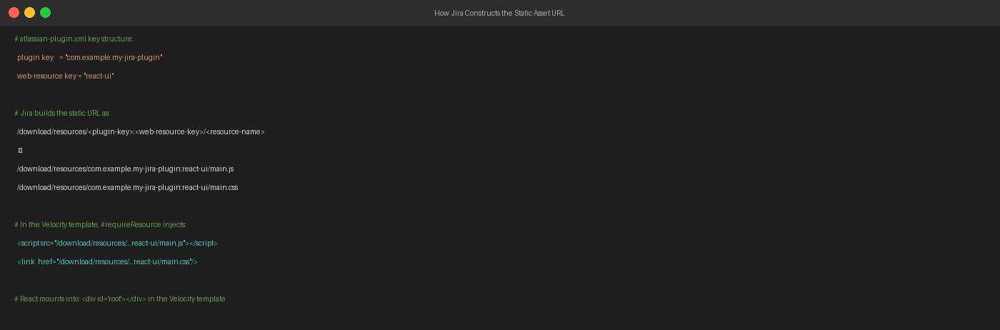 How Jira Constructs the Static Asset URL
# atlassian-plugin.xml key structure:
plugin key = "com.example.my-jira-plugin"
web-resource key = "react-ui"
# Jira builds the static URL as:
/download/resources/<plugin-key>:<web-resource-key>/<resource-name>
/download/resources/com.example.my-jira-plugin:react-ui/main.js
/download/resources/com.example.my-jira-plugin:react-ui/main.css
# In the Velocity template, #requireResource injects:
<script src="/download/resources/...react-ui/main.js"></script>
<link href="/download/resources/...react-ui/main.css"/>
# React mounts into: <div id='root'></div> in the Velocity template